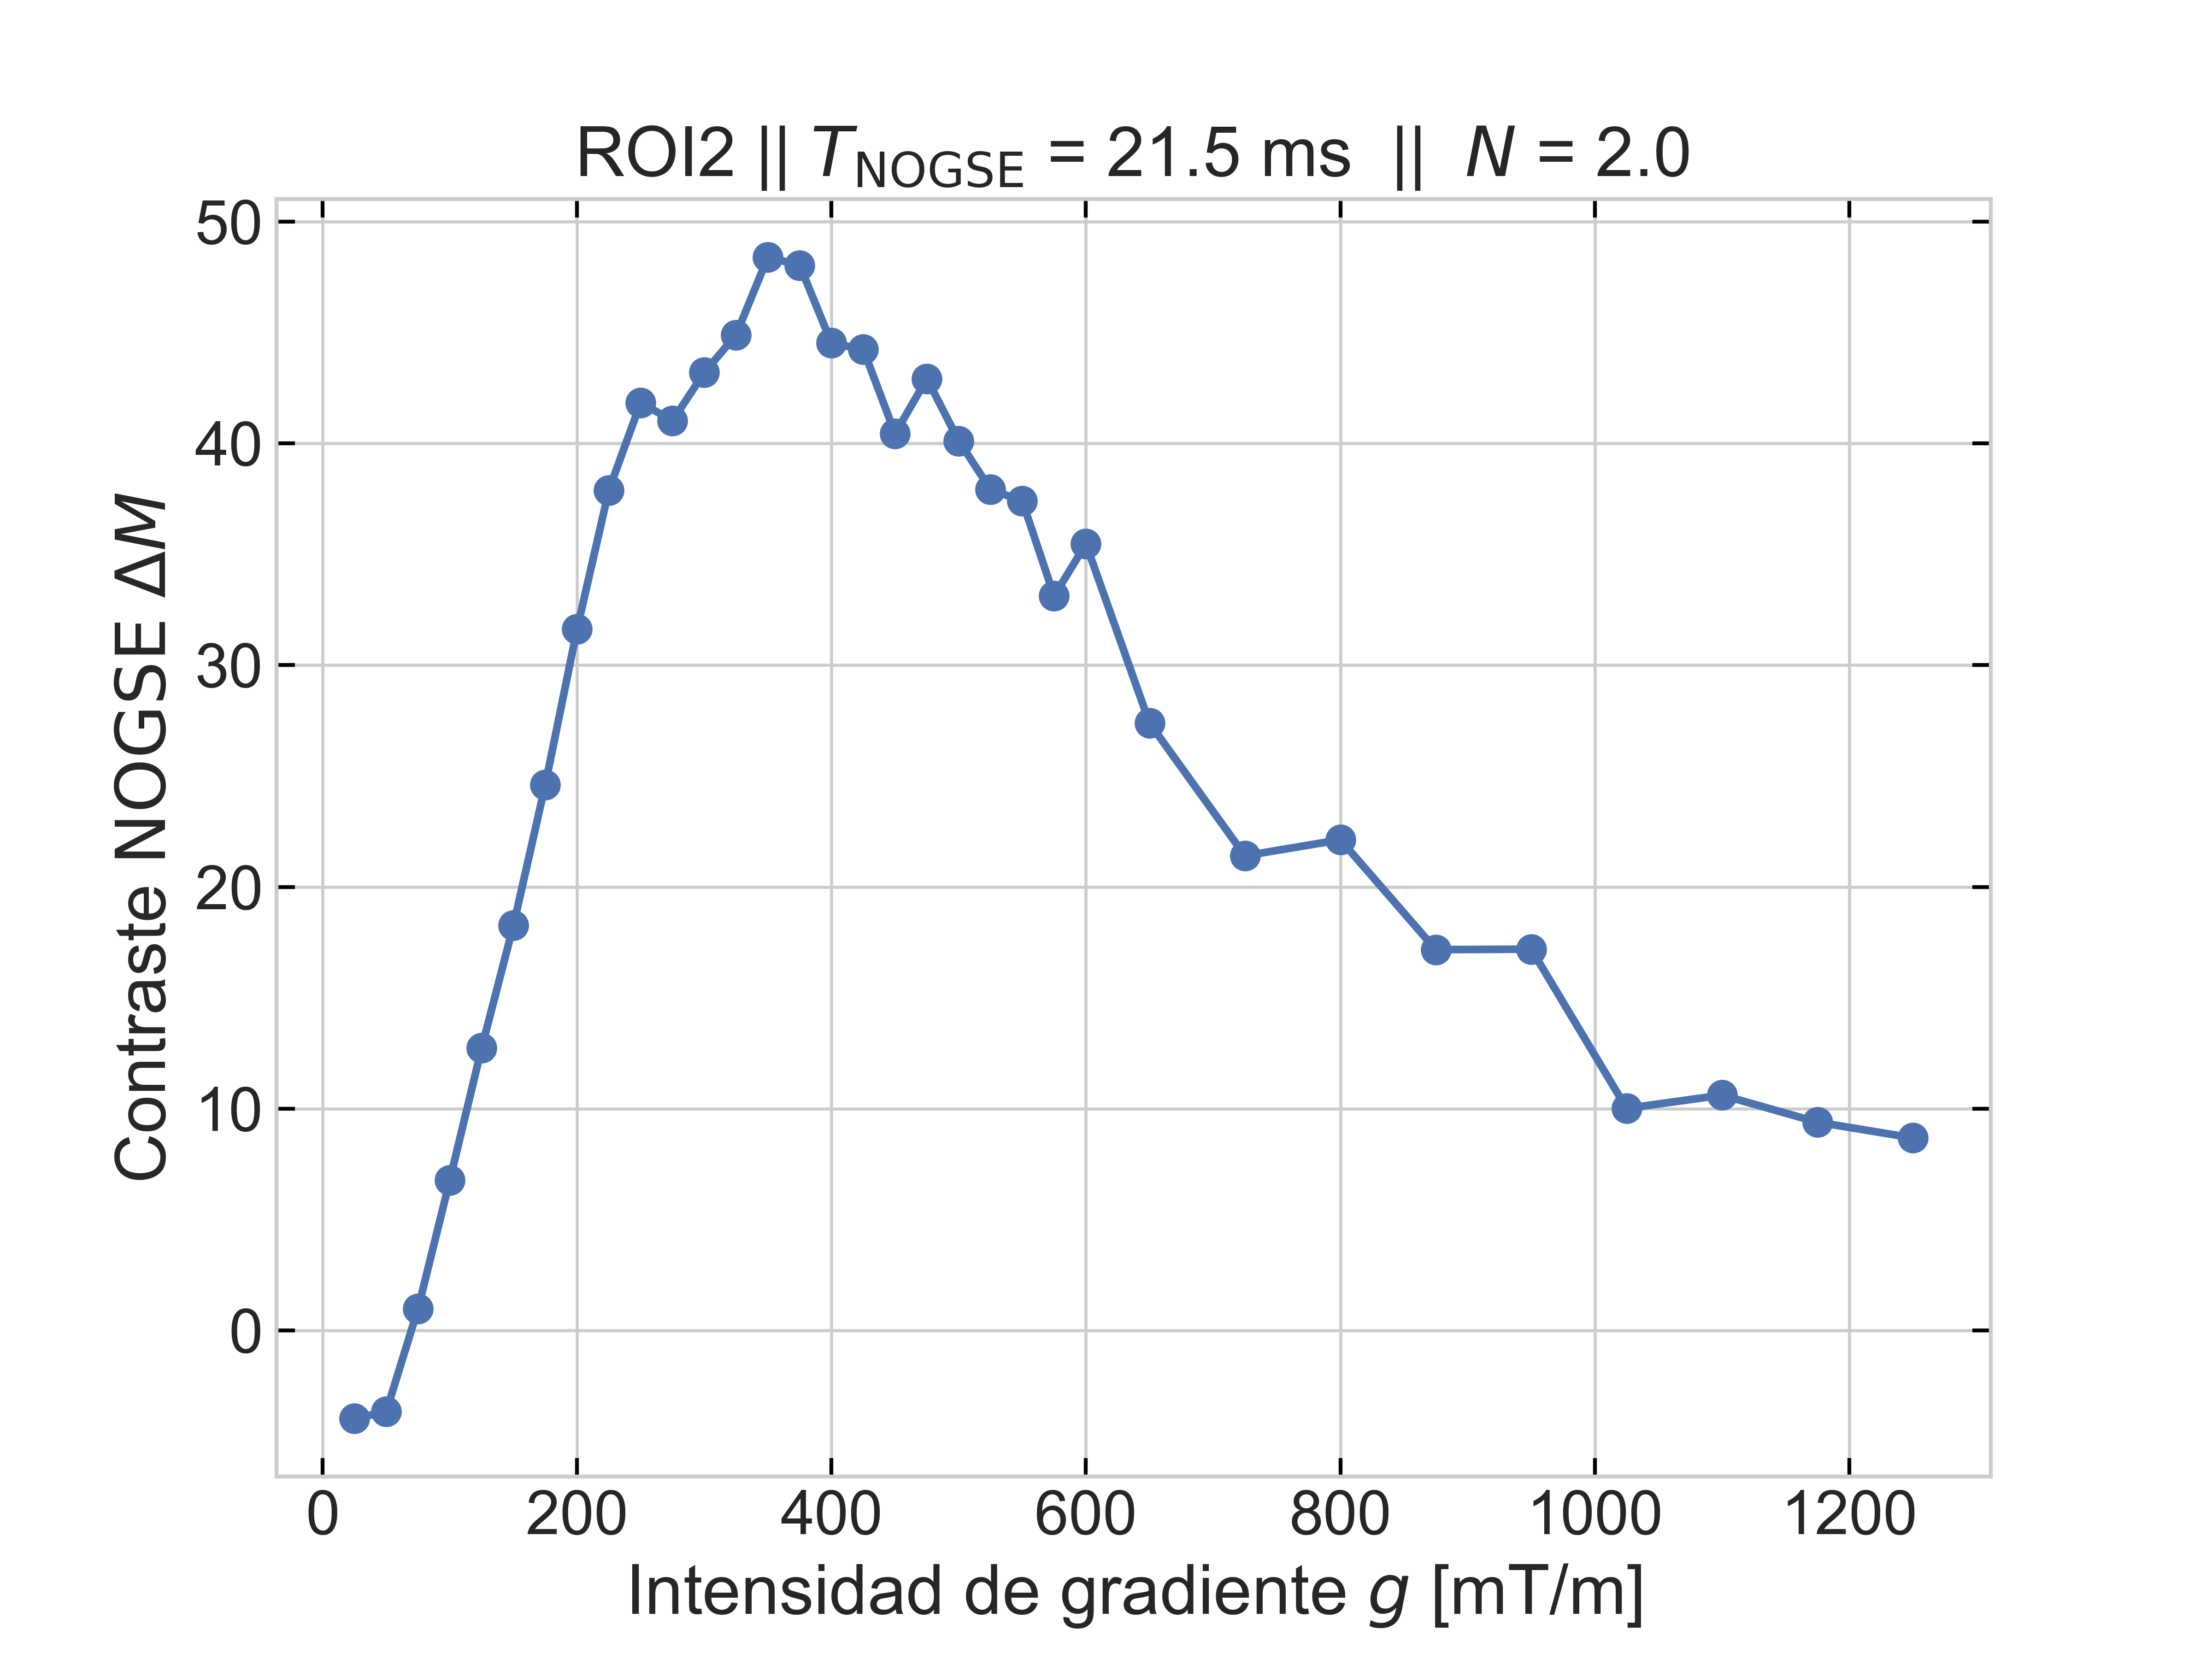 ROI2 || T_NOGSE = 21.5 ms || N = 2.0
50
40
30
20
10
0
Contraste NOGSE ΔM
0 200 400 600 800 1000 1200
Intensidad de gradiente g [mT/m]